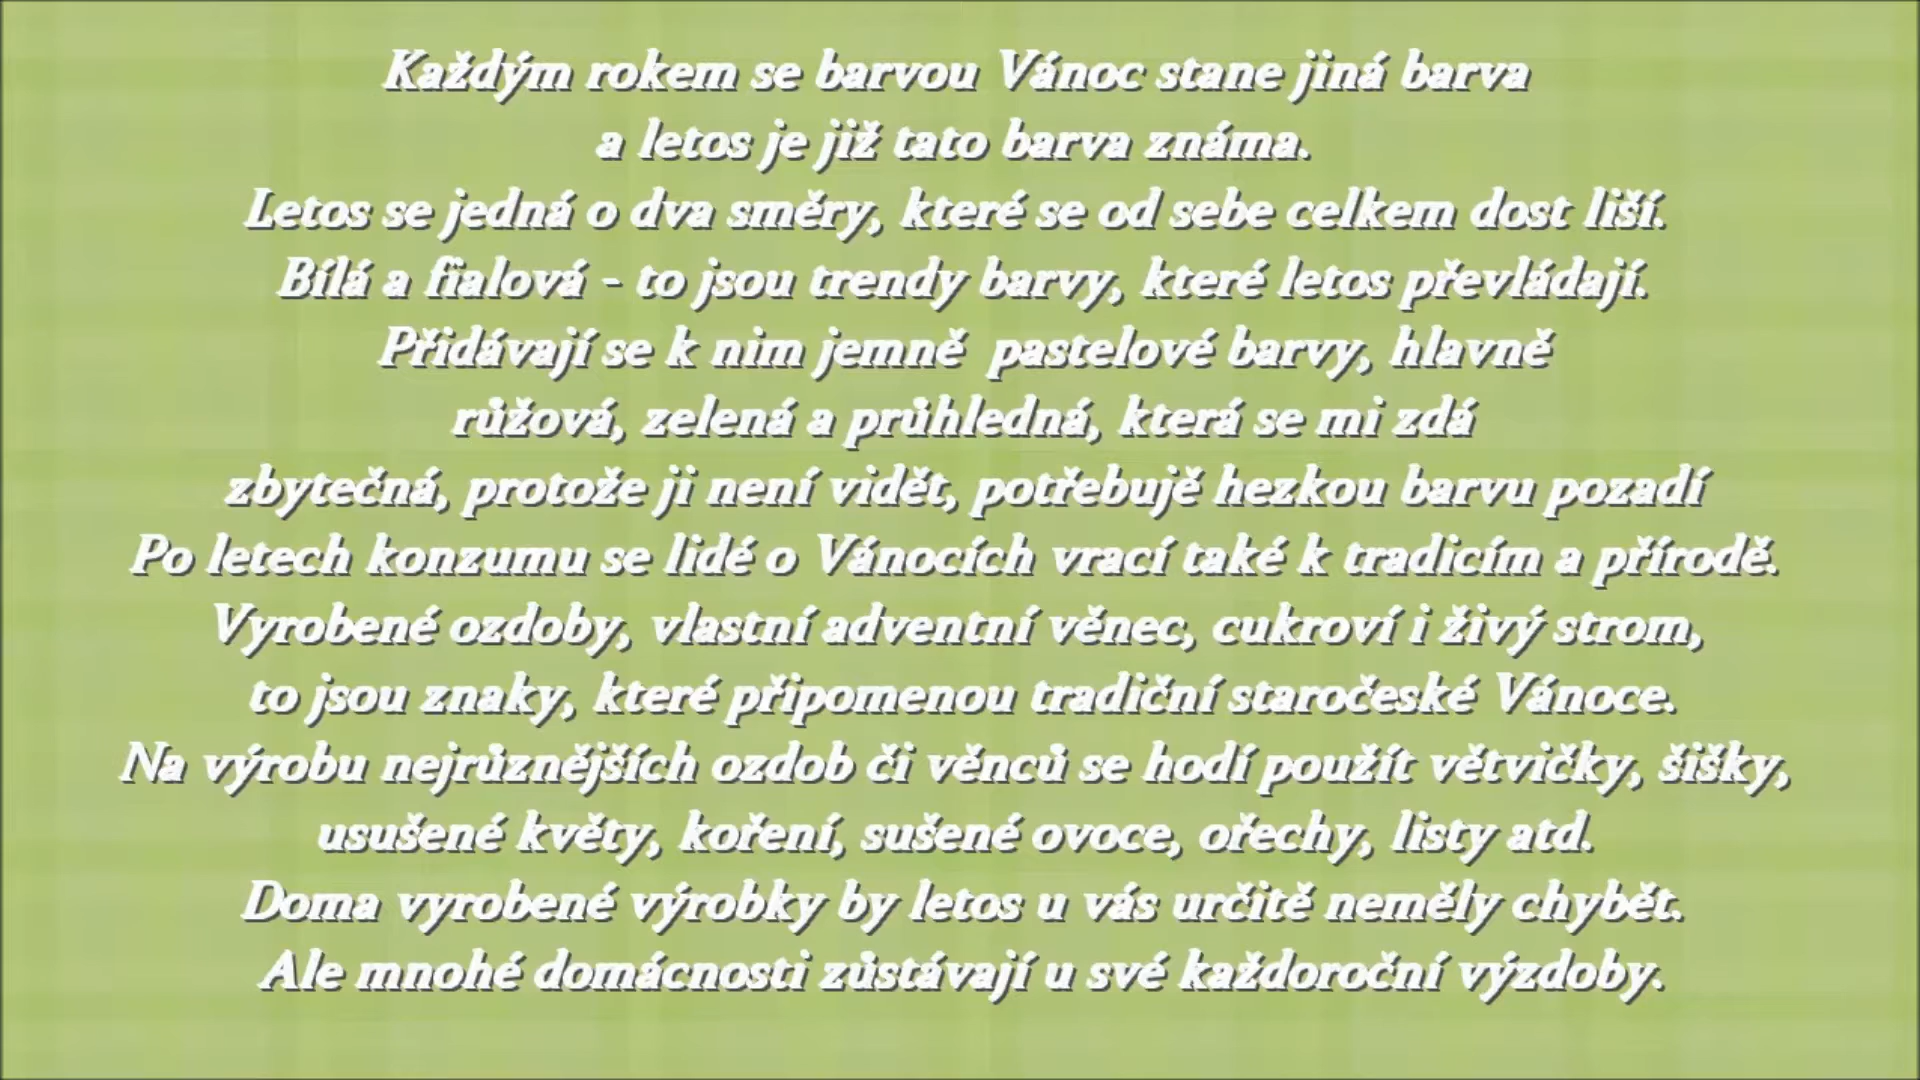 Každým rokem se barvou Vánoc stane jiná barva
a letos je již tato barva známa.
Letos se jedná o dva směry, které se od sebe celkem dost liší.
Bílá a fialová - to jsou trendy barvy, které letos převládají.
Přidávají se k nim jemně pastelové barvy, hlavně
růžová, zelená a průhledná, která se mi zdá
zbytečná, protože ji není vidět, potřebujě hezkou barvu pozadí
Po letech konzumu se lidé o Vánocích vrací také k tradicím a přírodě.
Vyrobené ozdoby, vlastní adventní věnec, cukroví i živý strom,
to jsou znaky, které připomenou tradiční staročeské Vánoce.
Na výrobu nejrůznějších ozdob či věnců se hodí použít větvičky, šišky,
usušené květy, koření, sušené ovoce, ořechy, listy atd.
Doma vyrobené výrobky by letos u vás určitě neměly chybět.
Ale mnohé domácnosti zůstávají u své každoroční výzdoby.